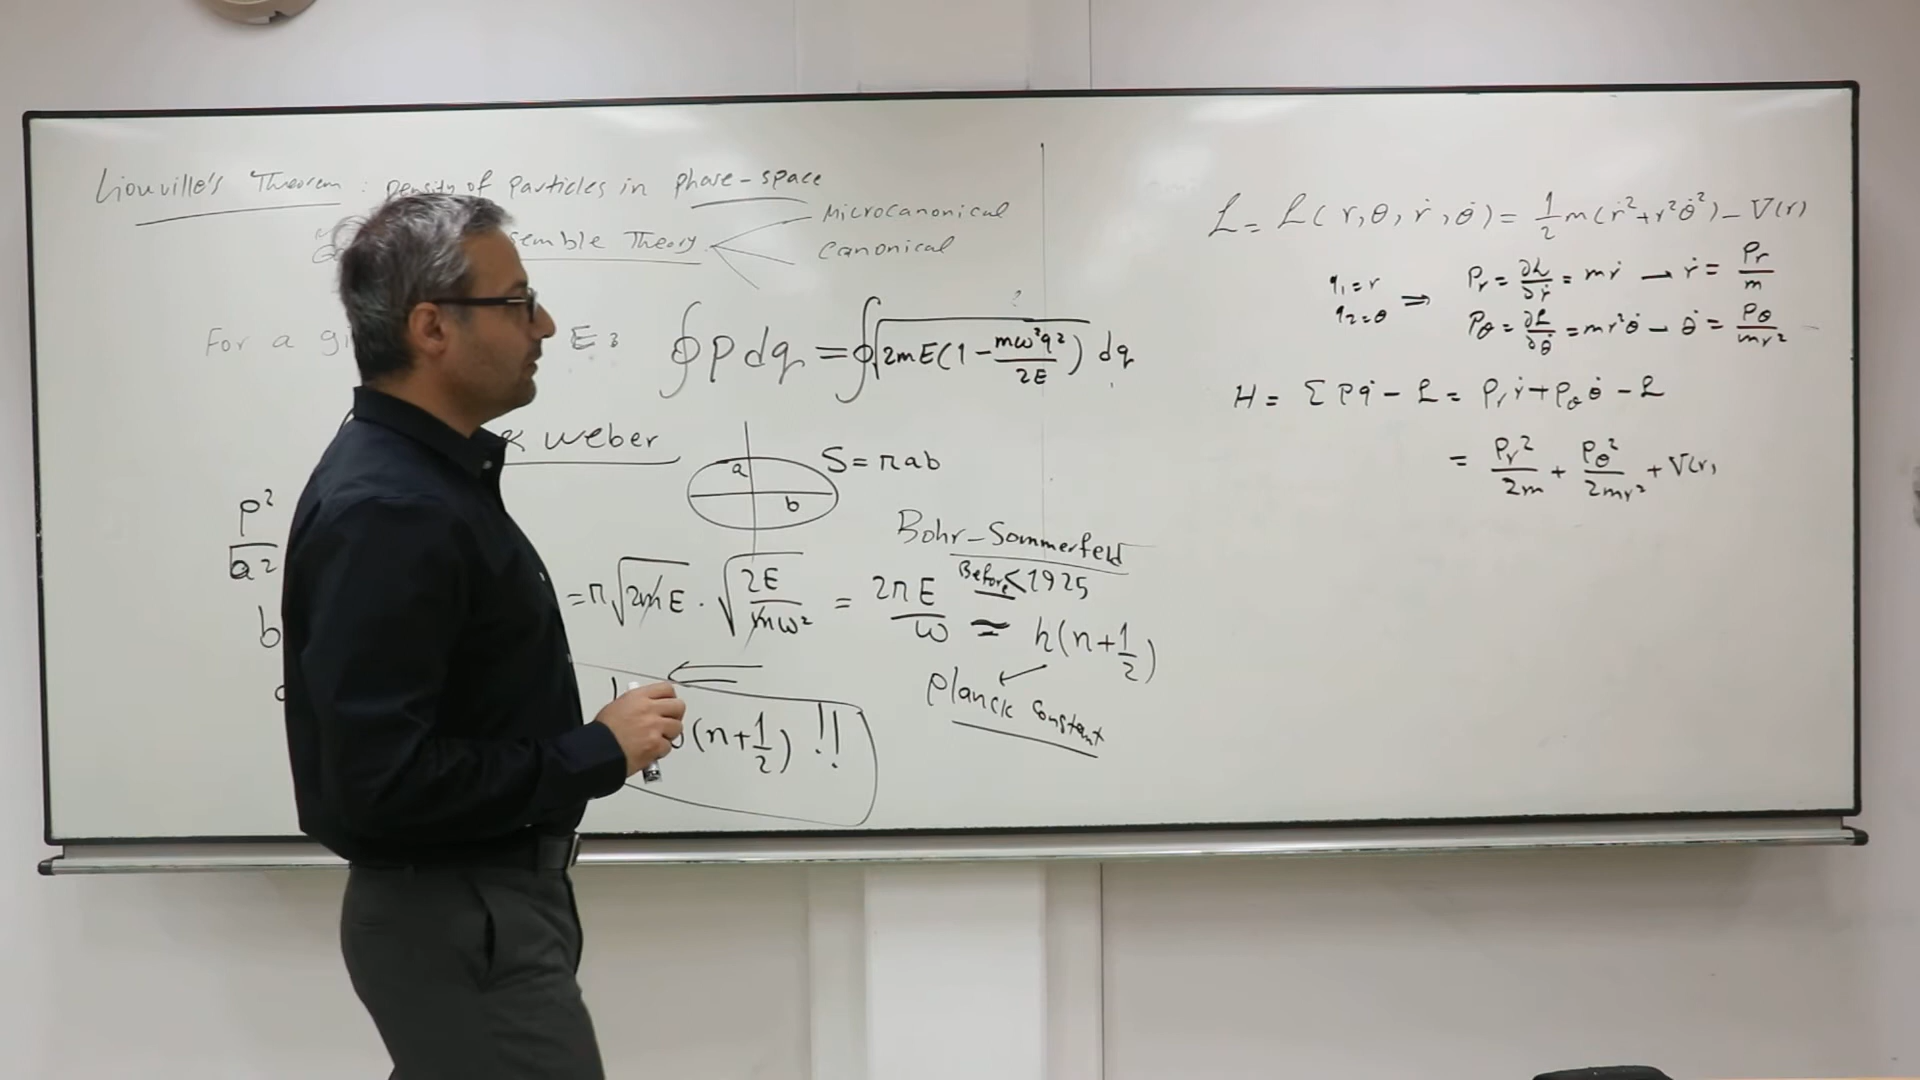 Liouville's Theorem : Density of Particles in phase-space
semble Theory
Microcanonical
Canonical
For a gi E :
∮ p dq = ∮ √(2mE(1 - mω²q²/2E)) dq
?
& Weber
a
b
S = πab
p²
a²
b
= π√(2mE) · √(2E/mω²) = 2πE/ω ≃ h(n+1/2)
Bohr-Sommerfeld
Before < 1925
Planck Constant
(n+1/2) !!
L = L(r,θ,ṙ,θ̇) = 1/2 m(ṙ²+r²θ̇²) - V(r)
q₁=r
q₂=θ
⇒
Pr = ∂L/∂ṙ = mṙ → ṙ = Pr/m
Pθ = ∂L/∂θ̇ = mr²θ̇ - θ̇ = Pθ/mr²
H = Σ pq̇ - L = Pr ṙ + Pθ θ̇ - L
= Pr²/2m + Pθ²/2mr² + V(r)